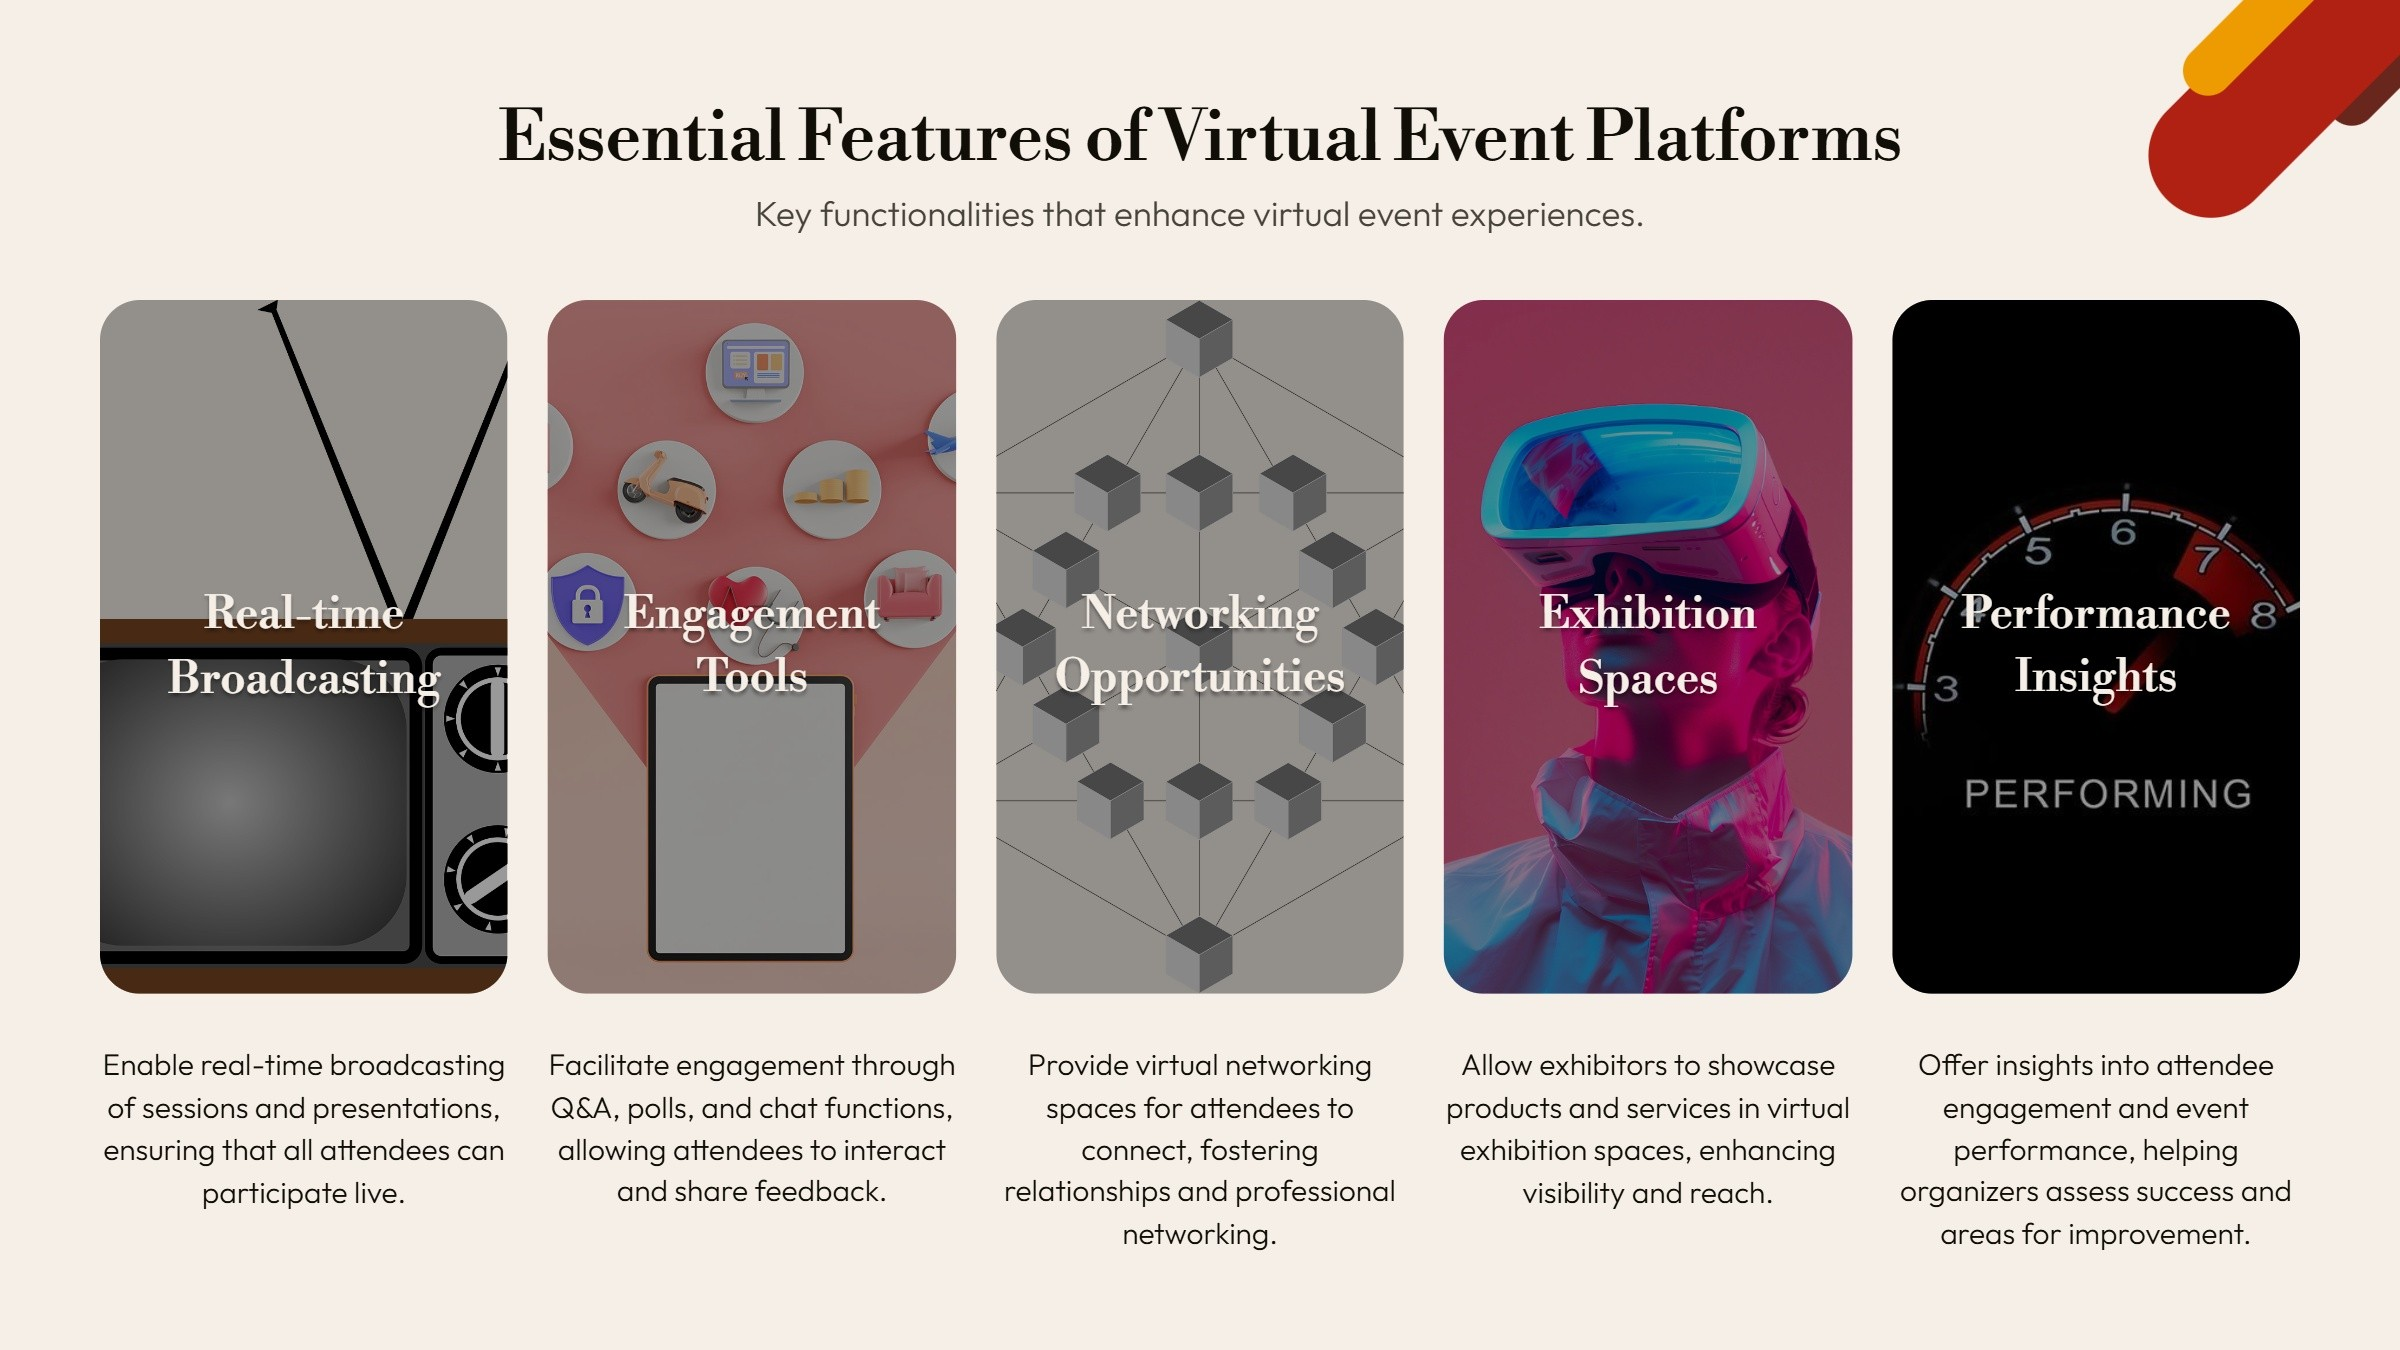 Essential Features of Virtual Event Platforms
Key functionalities that enhance virtual event experiences.
Real-time
Broadcasting
Enable real-time broadcasting
of sessions and presentations,
ensuring that all attendees can
participate live.
Engagement
Tools
Facilitate engagement through
Q&A, polls, and chat functions,
allowing attendees to interact
and share feedback.
Networking
Opportunities
Provide virtual networking
spaces for attendees to
connect, fostering
relationships and professional
networking.
Exhibition
Spaces
Allow exhibitors to showcase
products and services in virtual
exhibition spaces, enhancing
visibility and reach.
3 4 5 6 7 8
Performance
Insights
PERFORMING
Offer insights into attendee
engagement and event
performance, helping
organizers assess success and
areas for improvement.